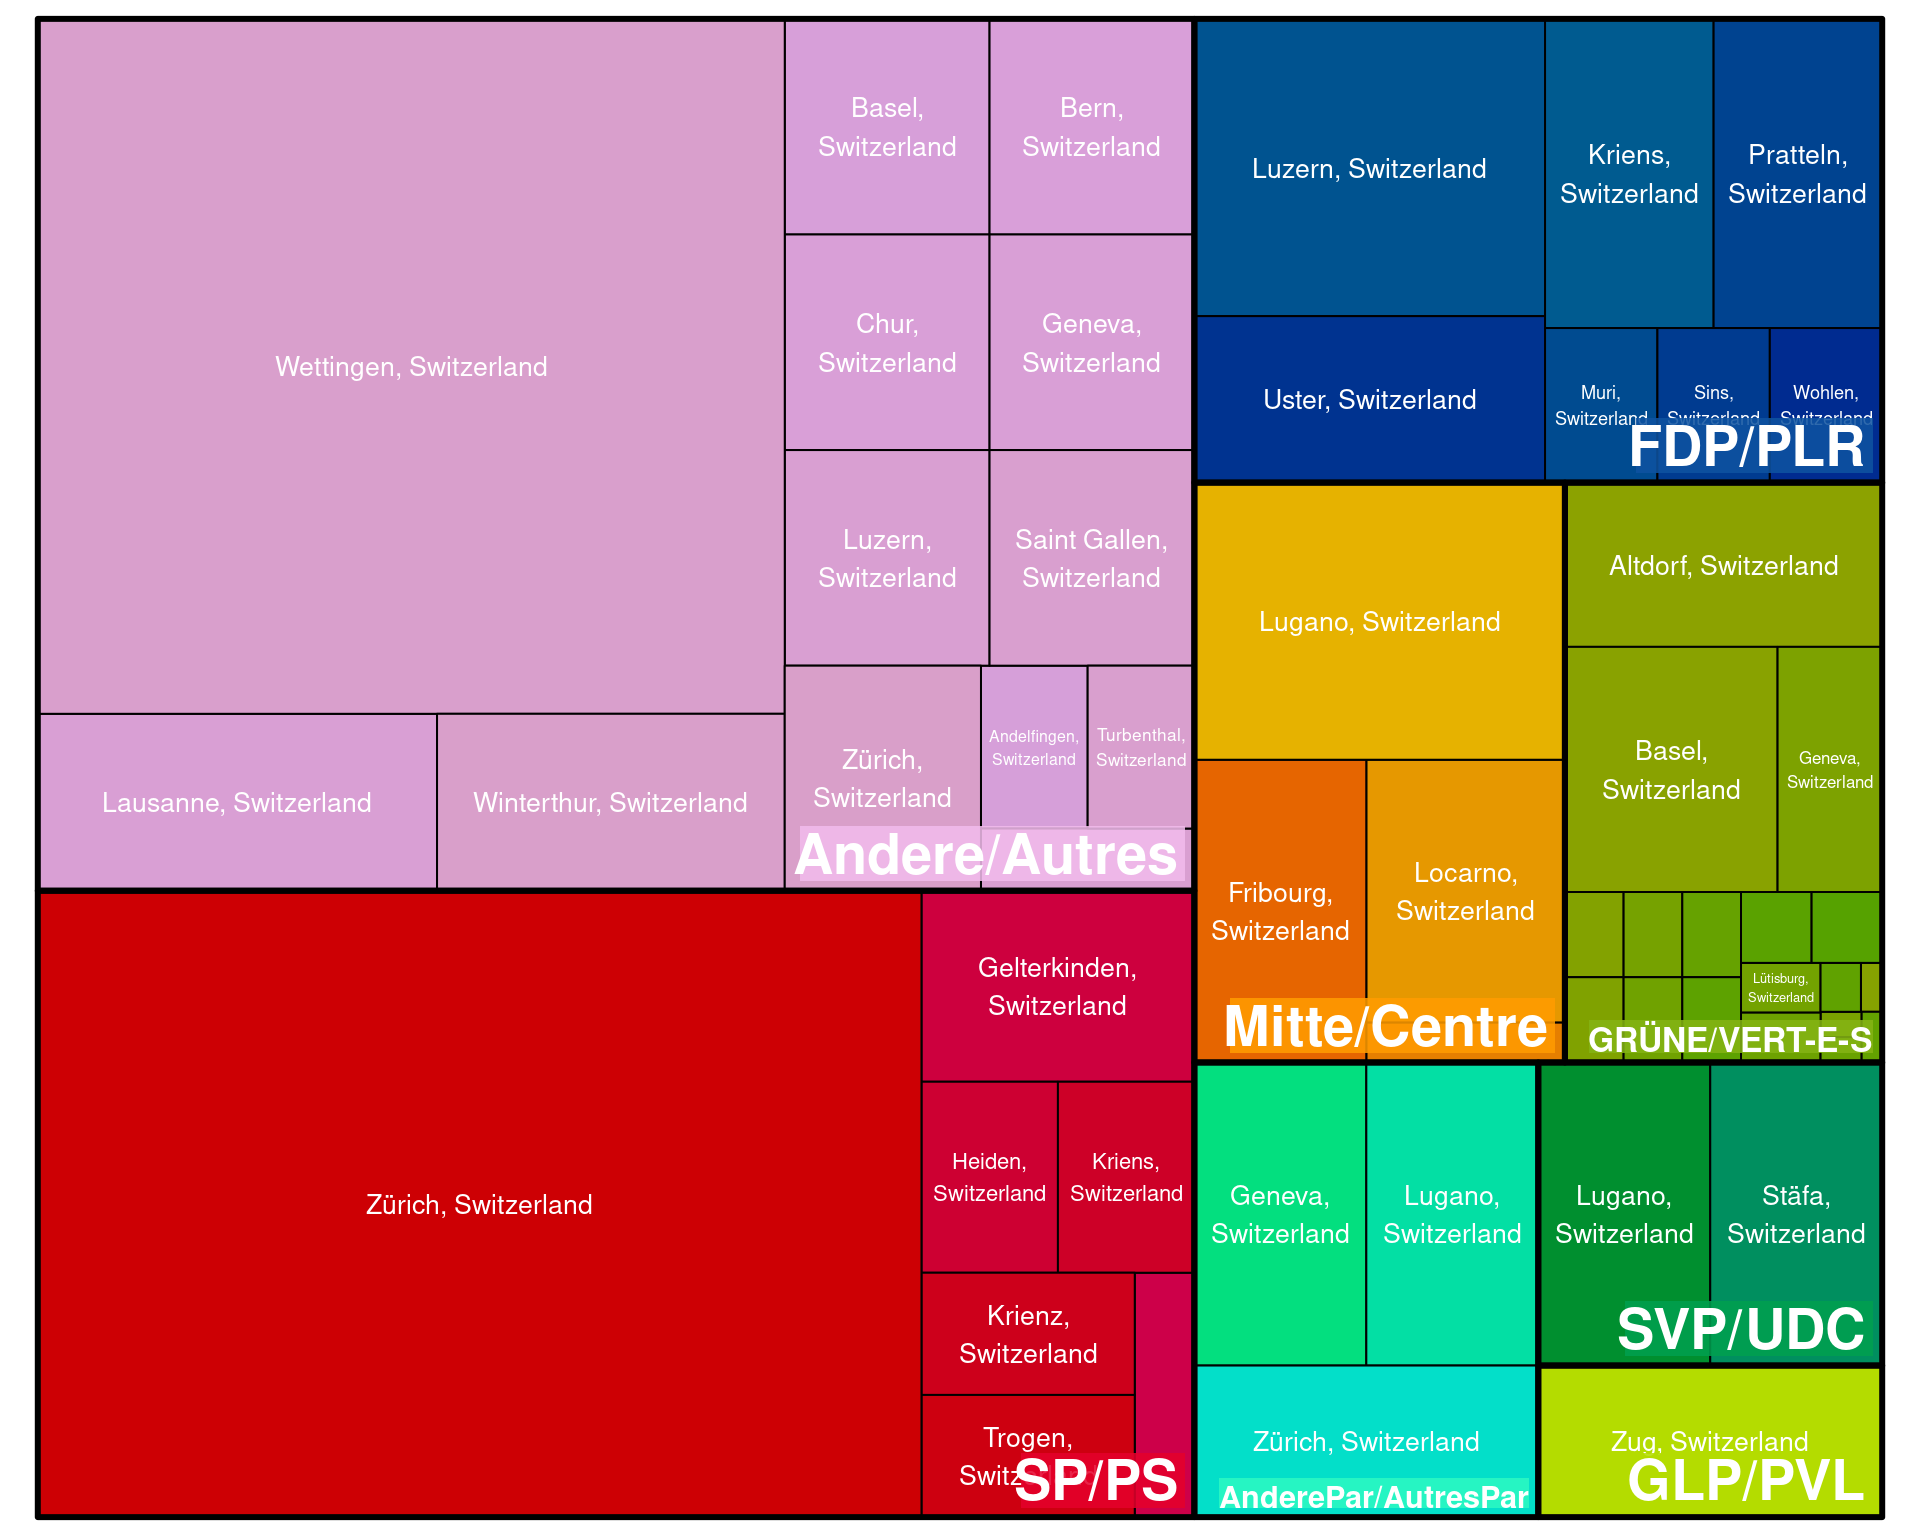 Wettingen, Switzerland
Lausanne, Switzerland
Winterthur, Switzerland
Basel,
Switzerland
Bern,
Switzerland
Chur,
Switzerland
Geneva,
Switzerland
Luzern,
Switzerland
Saint Gallen,
Switzerland
Zürich,
Switzerland
Andelfingen,
Switzerland
Turbenthal,
Switzerland
Andere/Autres
Zürich, Switzerland
Gelterkinden,
Switzerland
Heiden,
Switzerland
Kriens,
Switzerland
Krienz,
Switzerland
Trogen,
Switzerland
SP/PS
Luzern, Switzerland
Uster, Switzerland
Kriens,
Switzerland
Pratteln,
Switzerland
Muri,
Switzerland
Sins,
Switzerland
Wohlen,
Switzerland
FDP/PLR
Lugano, Switzerland
Fribourg,
Switzerland
Locarno,
Switzerland
Mitte/Centre
Altdorf, Switzerland
Basel,
Switzerland
Geneva,
Switzerland
Lütisburg,
Switzerland
GRÜNE/VERT-E-S
Geneva,
Switzerland
Lugano,
Switzerland
Zürich, Switzerland
AnderePar/AutresPar
Lugano,
Switzerland
Stäfa,
Switzerland
SVP/UDC
Zug, Switzerland
GLP/PVL